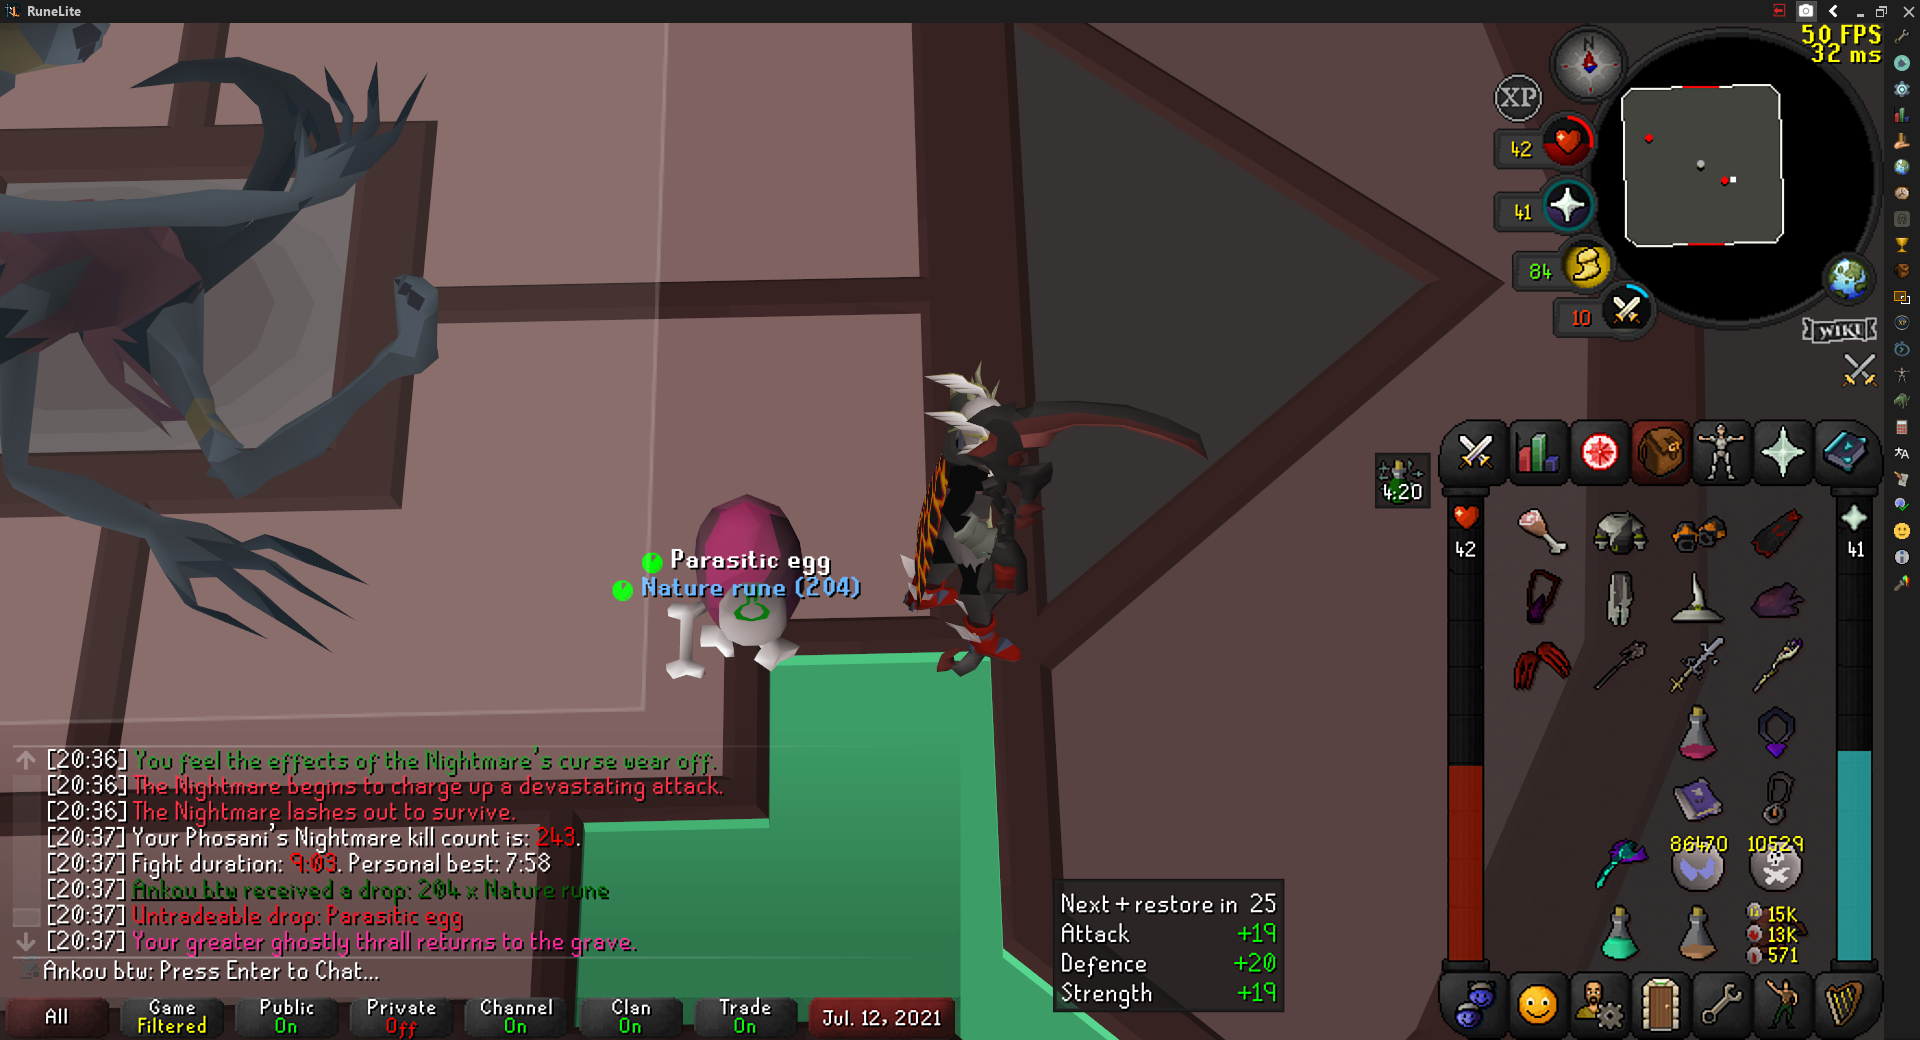 RuneLite
50 FPS
32 ms
N
XP
42
41
84
10
WIKI
4:20
42
41
Parasitic egg
Nature rune (204)
86470
10529
15K
13K
571
[20:36] You feel the effects of the Nightmare's curse wear off.
[20:36] The Nightmare begins to charge up a devastating attack.
[20:36] The Nightmare lashes out to survive.
[20:37] Your Phosani's Nightmare kill count is: 243.
[20:37] Fight duration: 9:03. Personal best: 7:58
[20:37] Ankou btw received a drop: 204 x Nature rune
[20:37] Untradeable drop: Parasitic egg
[20:37] Your greater ghostly thrall returns to the grave.
Ankou btw: Press Enter to Chat...
Next + restore in 25
Attack +19
Defence +20
Strength +19
All
Game
Filtered
Public
On
Private
Off
Channel
On
Clan
On
Trade
On
Jul. 12, 2021